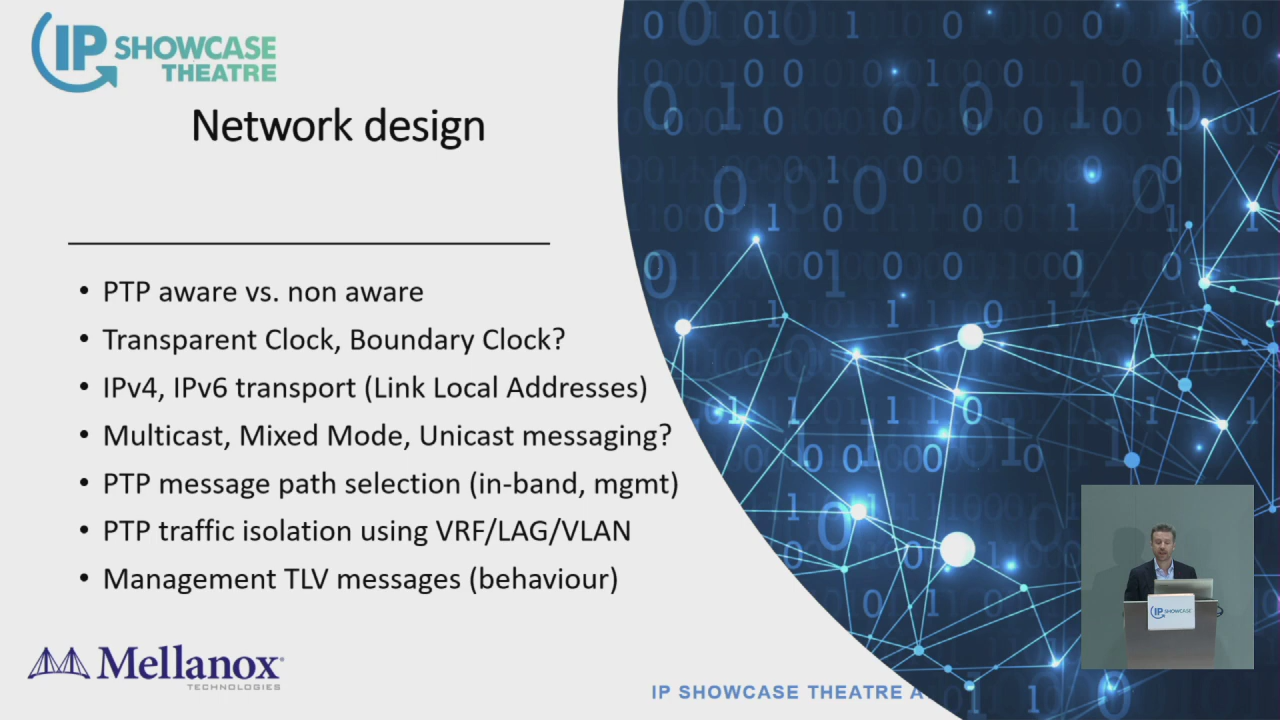 IP SHOWCASE
THEATRE
Network design
• PTP aware vs. non aware
• Transparent Clock, Boundary Clock?
• IPv4, IPv6 transport (Link Local Addresses)
• Multicast, Mixed Mode, Unicast messaging?
• PTP message path selection (in-band, mgmt)
• PTP traffic isolation using VRF/LAG/VLAN
• Management TLV messages (behaviour)
Mellanox
TECHNOLOGIES
IP SHOWCASE THEATRE
IP SHOWCASE